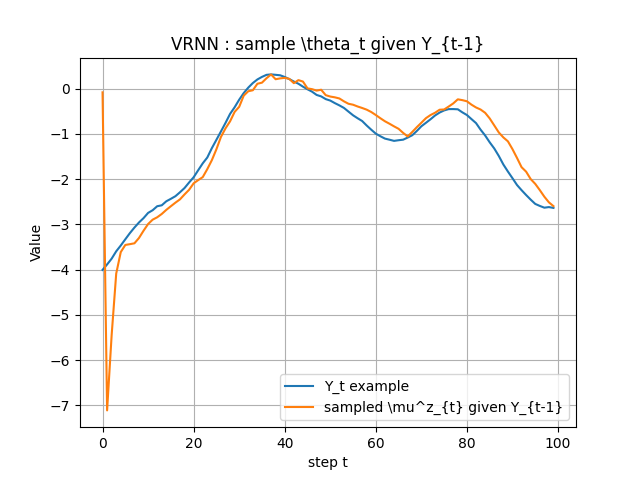 VRNN : sample \theta_t given Y_{t-1}
0
−1
−2
−3
−4
−5
−6
−7
Value
Y_t example
sampled \mu^z_{t} given Y_{t-1}
0 20 40 60 80 100
step t